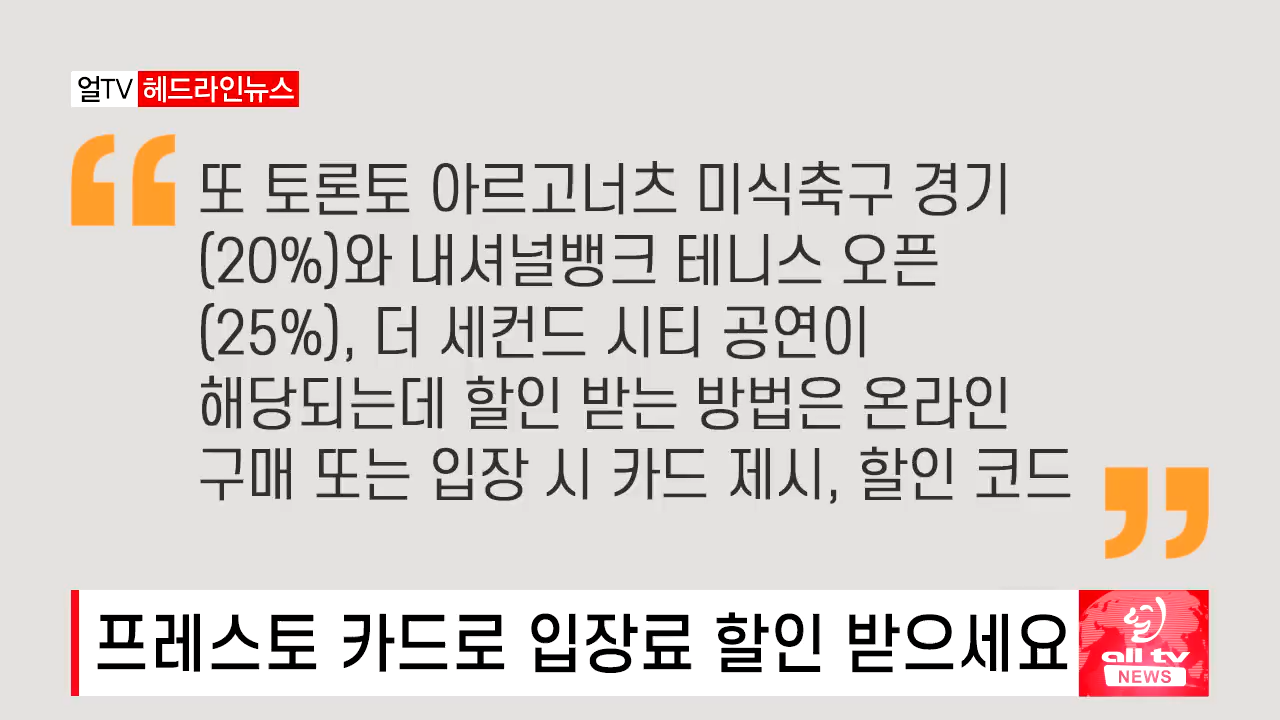 얼TV 헤드라인뉴스
또 토론토 아르고너츠 미식축구 경기
(20%)와 내셔널뱅크 테니스 오픈
(25%), 더 세컨드 시티 공연이
해당되는데 할인 받는 방법은 온라인
구매 또는 입장 시 카드 제시, 할인 코드
프레스토 카드로 입장료 할인 받으세요
all tv
NEWS